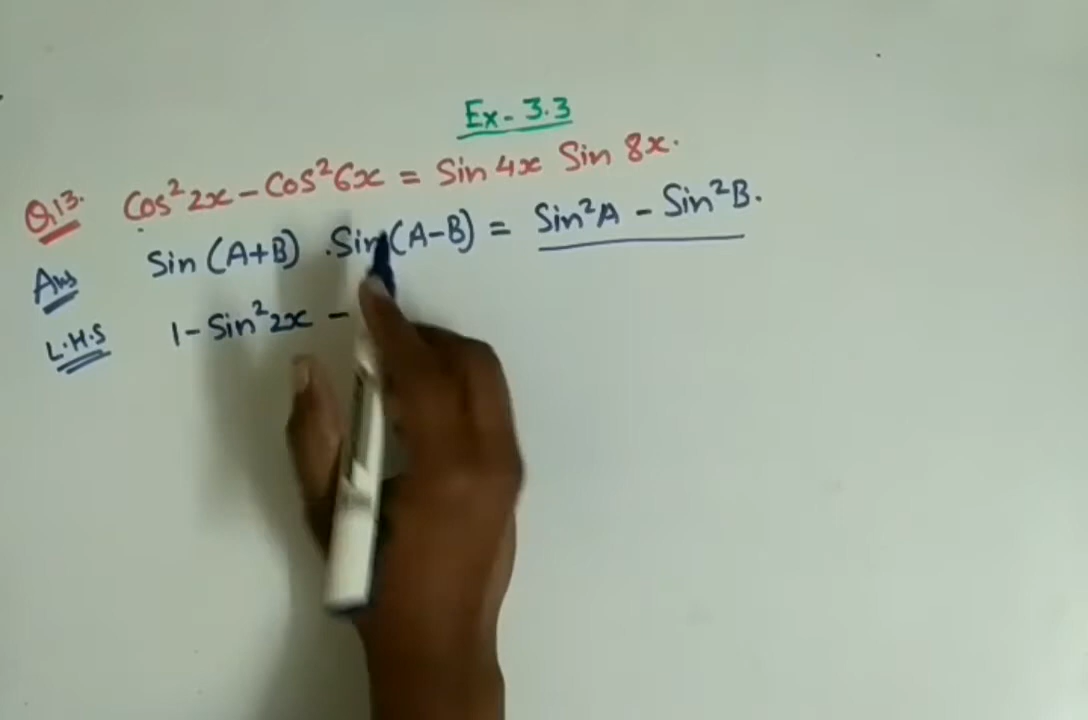 Ex- 3.3
Q13. Cos²2x - Cos²6x = Sin 4x Sin 8x.
Ans Sin (A+B) . Sin (A-B) = Sin²A - Sin²B.
L.H.S 1 - Sin²2x -